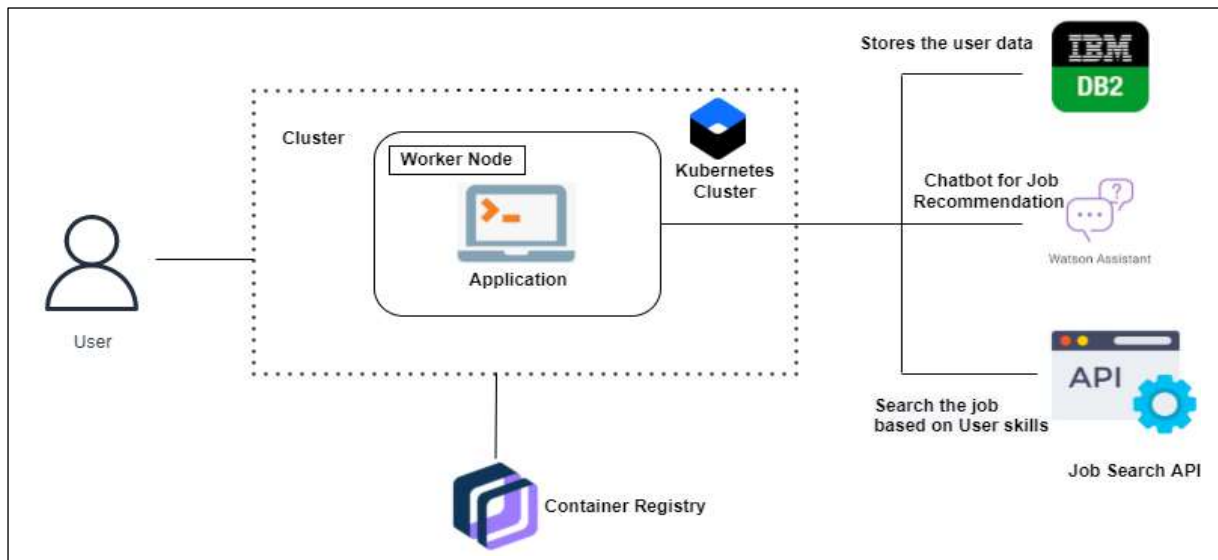 Stores the user data
IBM
DB2
Cluster
Worker Node
Kubernetes
Cluster
Application
Chatbot for Job
Recommendation
?
Watson Assistant
User
API
Search the job
based on User skills
Job Search API
Container Registry